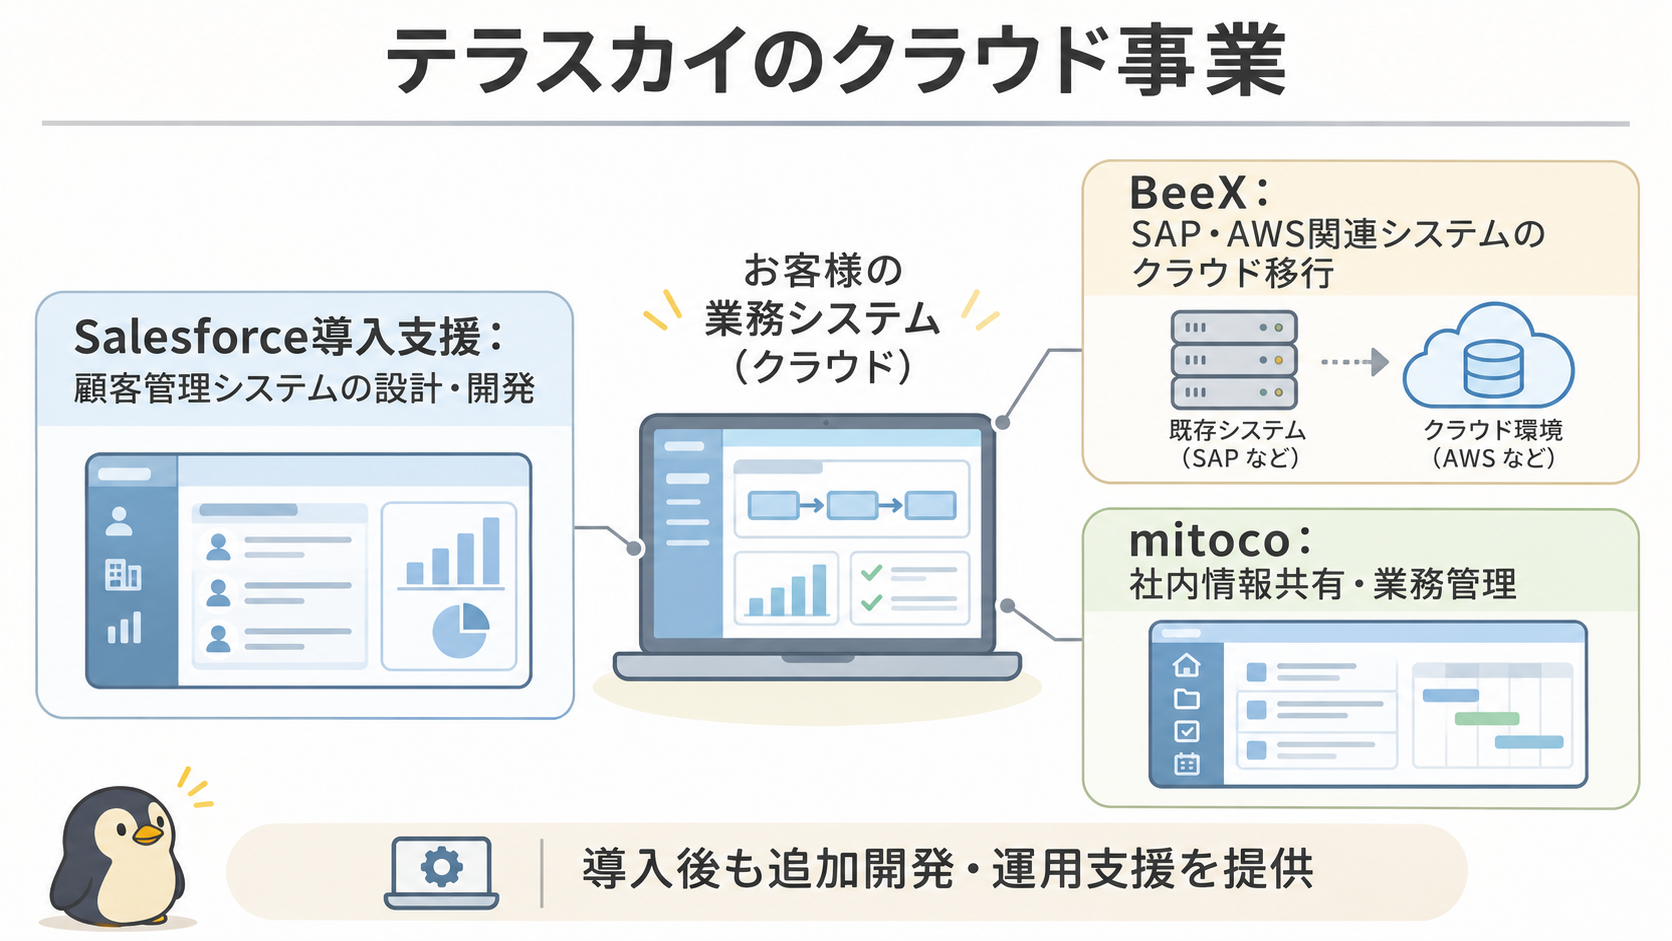 テラスカイのクラウド事業
Salesforce導入支援：
顧客管理システムの設計・開発
お客様の
業務システム
（クラウド）
BeeX：
SAP・AWS関連システムの
クラウド移行
既存システム
（SAP など）
クラウド環境
（AWS など）
mitoco：
社内情報共有・業務管理
導入後も追加開発・運用支援を提供